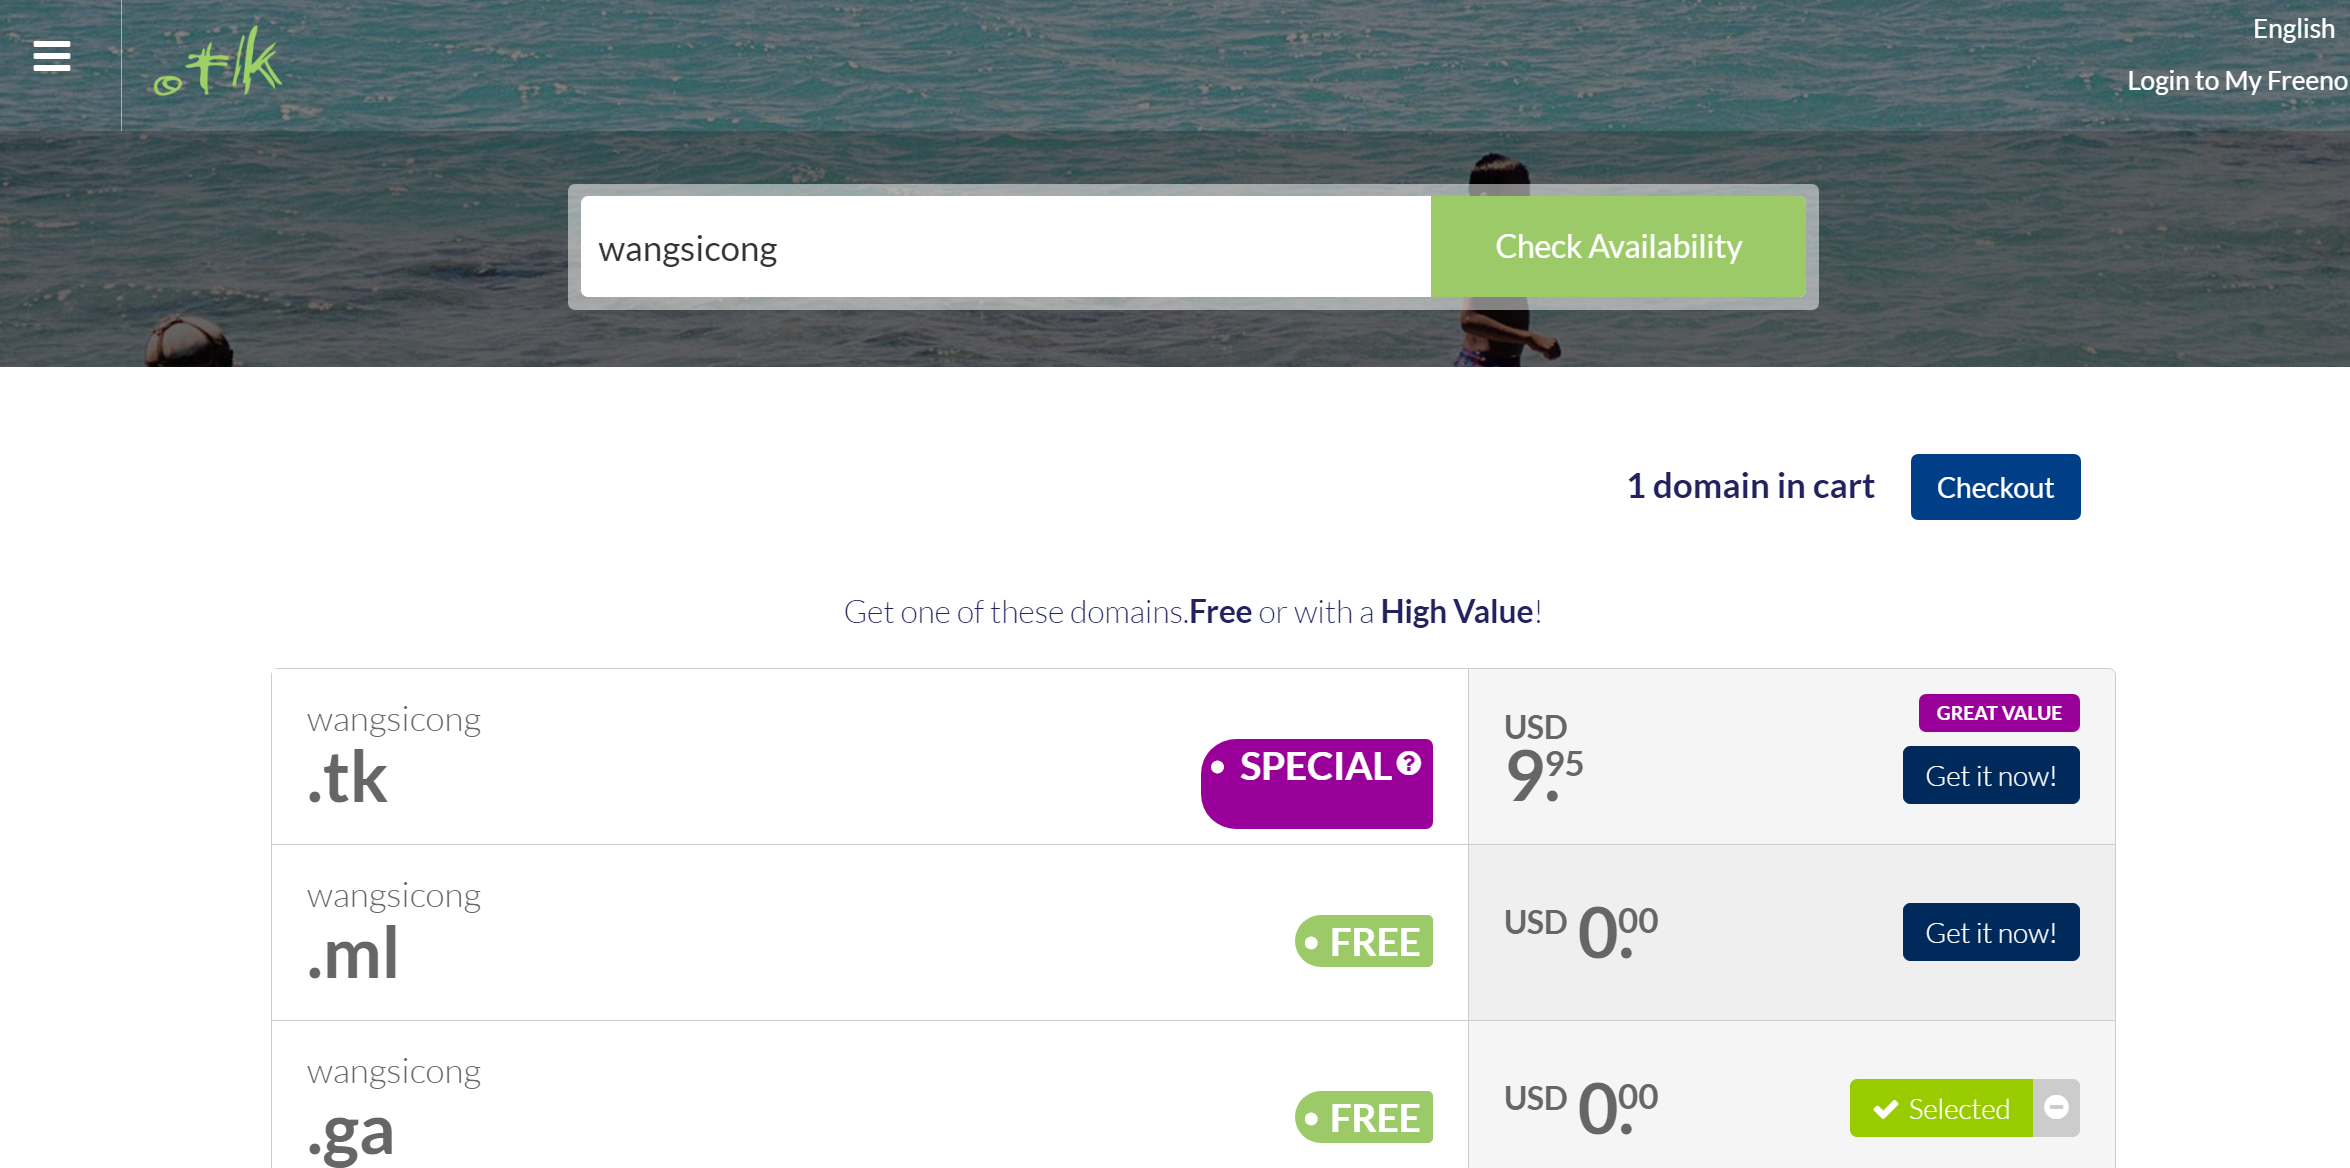 .tk
English
Login to My Freeno
wangsicong
Check Availability
1 domain in cart
Checkout
Get one of these domains.Free or with a High Value!
wangsicong
.tk
SPECIAL?
USD
9.95
GREAT VALUE
Get it now!
wangsicong
.ml
FREE
USD 0.00
Get it now!
wangsicong
.ga
FREE
USD 0.00
Selected